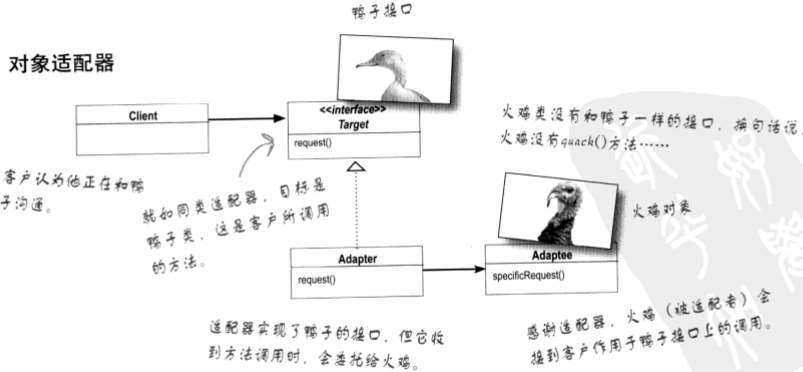 鸭子接口
对象适配器
<<interface>>
Target
request()
Client
火鸡类没有和鸭子一样的接口，换句话说，
火鸡没有quack()方法……
客户认为他正在和鸭
子沟通。
就如同类适配器，目标是
鸭子类，这是客户所调用
的方法。
火鸡对象
Adapter
request()
Adaptee
specificRequest()
适配器实现了鸭子的接口，但它收
到方法调用时，会委托给火鸡。
感谢适配器，火鸡（被适配者）会
接到客户作用于鸭子接口上的调用。